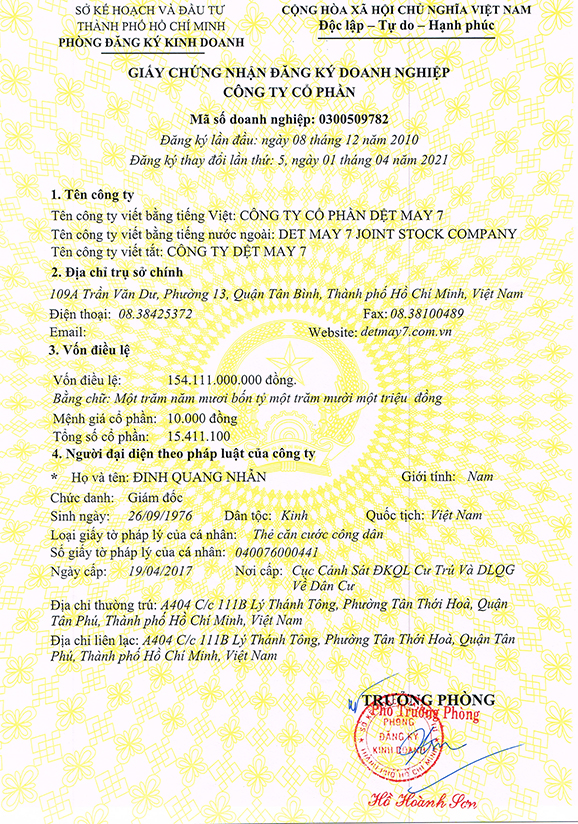 SỞ KẾ HOẠCH VÀ ĐẦU TƯ
THÀNH PHỐ HỒ CHÍ MINH
PHÒNG ĐĂNG KÝ KINH DOANH
CỘNG HÒA XÃ HỘI CHỦ NGHĨA VIỆT NAM
Độc lập – Tự do – Hạnh phúc
GIẤY CHỨNG NHẬN ĐĂNG KÝ DOANH NGHIỆP
CÔNG TY CỔ PHẦN
Mã số doanh nghiệp: 0300509782
Đăng ký lần đầu: ngày 08 tháng 12 năm 2010
Đăng ký thay đổi lần thứ: 5, ngày 01 tháng 04 năm 2021
1. Tên công ty
Tên công ty viết bằng tiếng Việt: CÔNG TY CỔ PHẦN DỆT MAY 7
Tên công ty viết bằng tiếng nước ngoài: DET MAY 7 JOINT STOCK COMPANY
Tên công ty viết tắt: CÔNG TY DỆT MAY 7
2. Địa chỉ trụ sở chính
109A Trần Văn Dư, Phường 13, Quận Tân Bình, Thành phố Hồ Chí Minh, Việt Nam
Điện thoại: 08.38425372 Fax: 08.38100489
Email: Website: detmay7.com.vn
3. Vốn điều lệ
Vốn điều lệ: 154.111.000.000 đồng.
Bằng chữ: Một trăm năm mươi bốn tỷ một trăm mười một triệu đồng
Mệnh giá cổ phần: 10.000 đồng
Tổng số cổ phần: 15.411.100
4. Người đại diện theo pháp luật của công ty
* Họ và tên: ĐINH QUANG NHẪN Giới tính: Nam
Chức danh: Giám đốc
Sinh ngày: 26/09/1976 Dân tộc: Kinh Quốc tịch: Việt Nam
Loại giấy tờ pháp lý của cá nhân: Thẻ căn cước công dân
Số giấy tờ pháp lý của cá nhân: 040076000441
Ngày cấp: 19/04/2017 Nơi cấp: Cục Cảnh Sát ĐKQL Cư Trú Và DLQG
Về Dân Cư
Địa chỉ thường trú: A404 C/c 111B Lý Thánh Tông, Phường Tân Thới Hoà, Quận
Tân Phú, Thành phố Hồ Chí Minh, Việt Nam
Địa chỉ liên lạc: A404 C/c 111B Lý Thánh Tông, Phường Tân Thới Hoà, Quận Tân
Phú, Thành phố Hồ Chí Minh, Việt Nam
TRƯỞNG PHÒNG
Phó Trưởng Phòng
PHÒNG
ĐĂNG KÝ
KINH DOANH
THÀNH PHỐ HỒ CHÍ MINH
Hồ Hoành Sơn